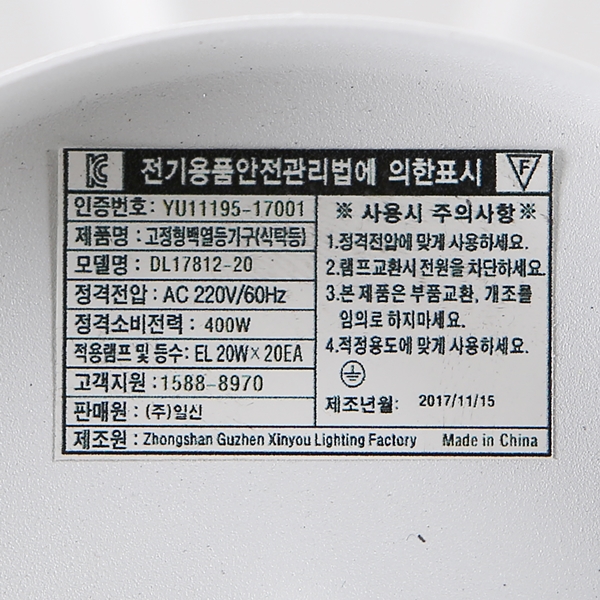 KC 전기용품안전관리법에 의한표시 F
인증번호: YU11195-17001
제품명: 고정형백열등기구(식탁등)
모델명: DL17812-20
정격전압: AC 220V/60Hz
정격소비전력: 400W
적용램프 및 등수: EL 20W×20EA
고객지원: 1588-8970
판매원: (주)일신
※ 사용시 주의사항※
1.정격전압에 맞게 사용하세요.
2.램프교환시 전원을 차단하세요.
3.본 제품은 부품교환, 개조를
임의로 하지마세요.
4.적정용도에 맞게 사용하세요.
제조년월: 2017/11/15
제조원: Zhongshan Guzhen Xinyou Lighting Factory Made in China